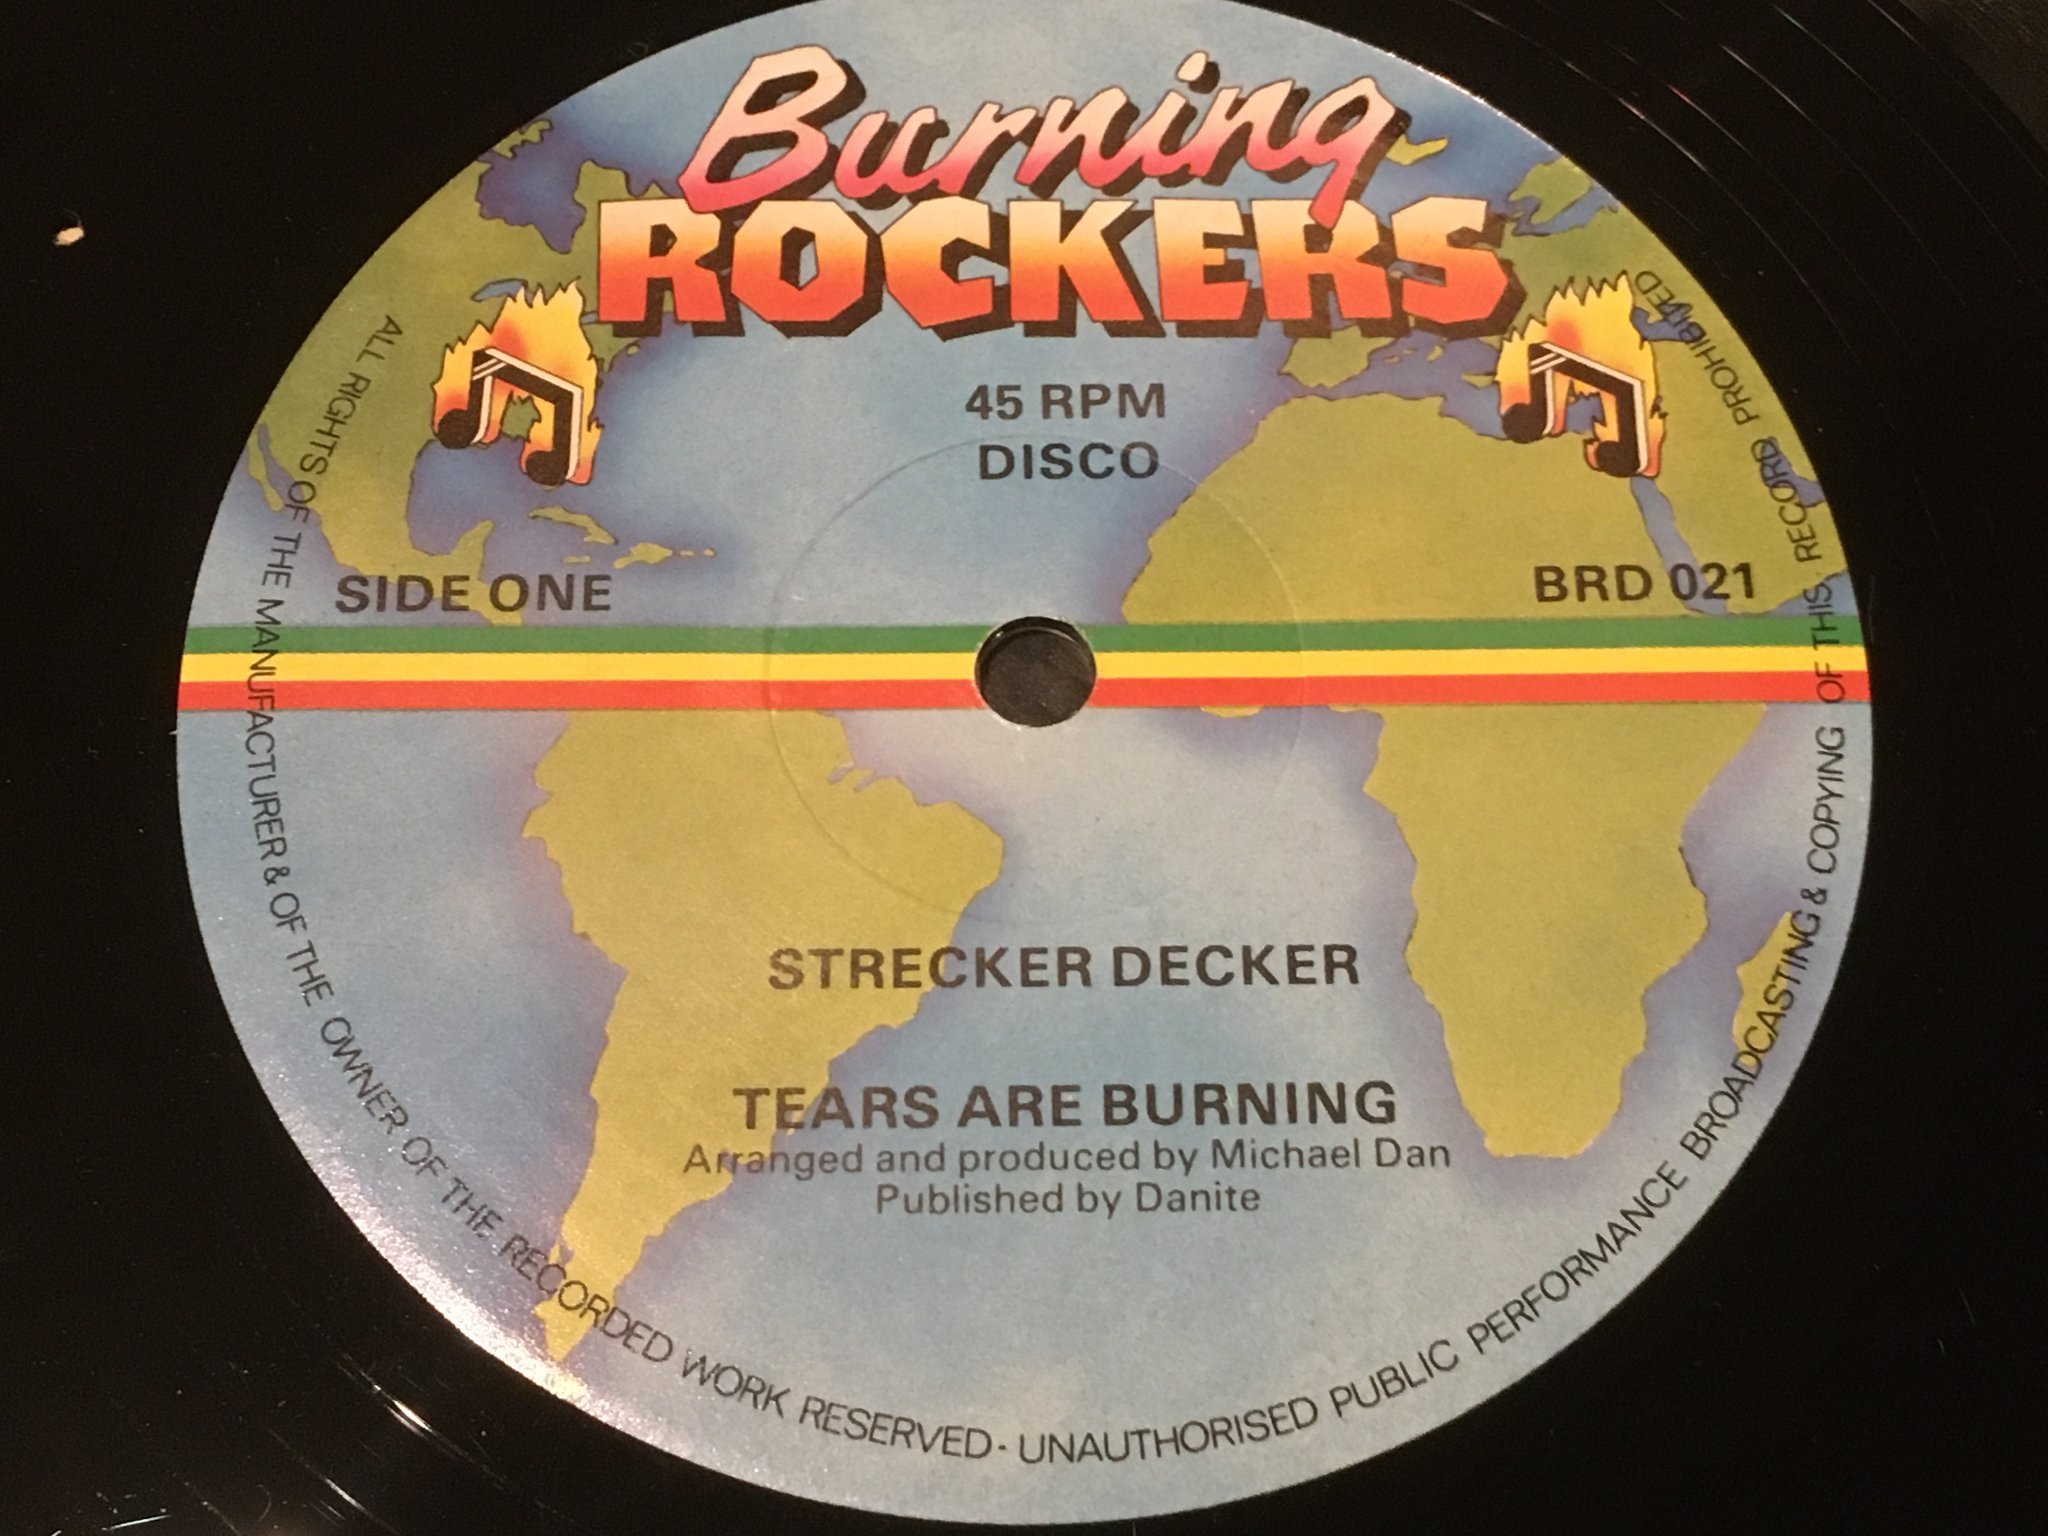 Burning
ROCKERS
45 RPM
DISCO
SIDE ONE
BRD 021
STRECKER DECKER
TEARS ARE BURNING
Arranged and produced by Michael Dan
Published by Danite
ALL RIGHTS OF THE MANUFACTURER & OF THE OWNER OF THE RECORDED WORK RESERVED · UNAUTHORISED PUBLIC PERFORMANCE BROADCASTING & COPYING OF THIS RECORD PROHIBITED